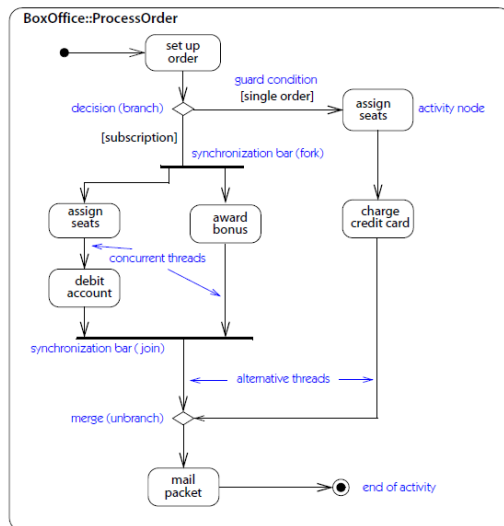 BoxOffice::ProcessOrder
set up
order
guard condition
[single order]
decision (branch)
assign
seats
activity node
[subscription]
synchronization bar (fork)
assign
seats
award
bonus
charge
credit card
concurrent threads
debit
account
synchronization bar (join)
alternative threads
merge (unbranch)
mail
packet
end of activity